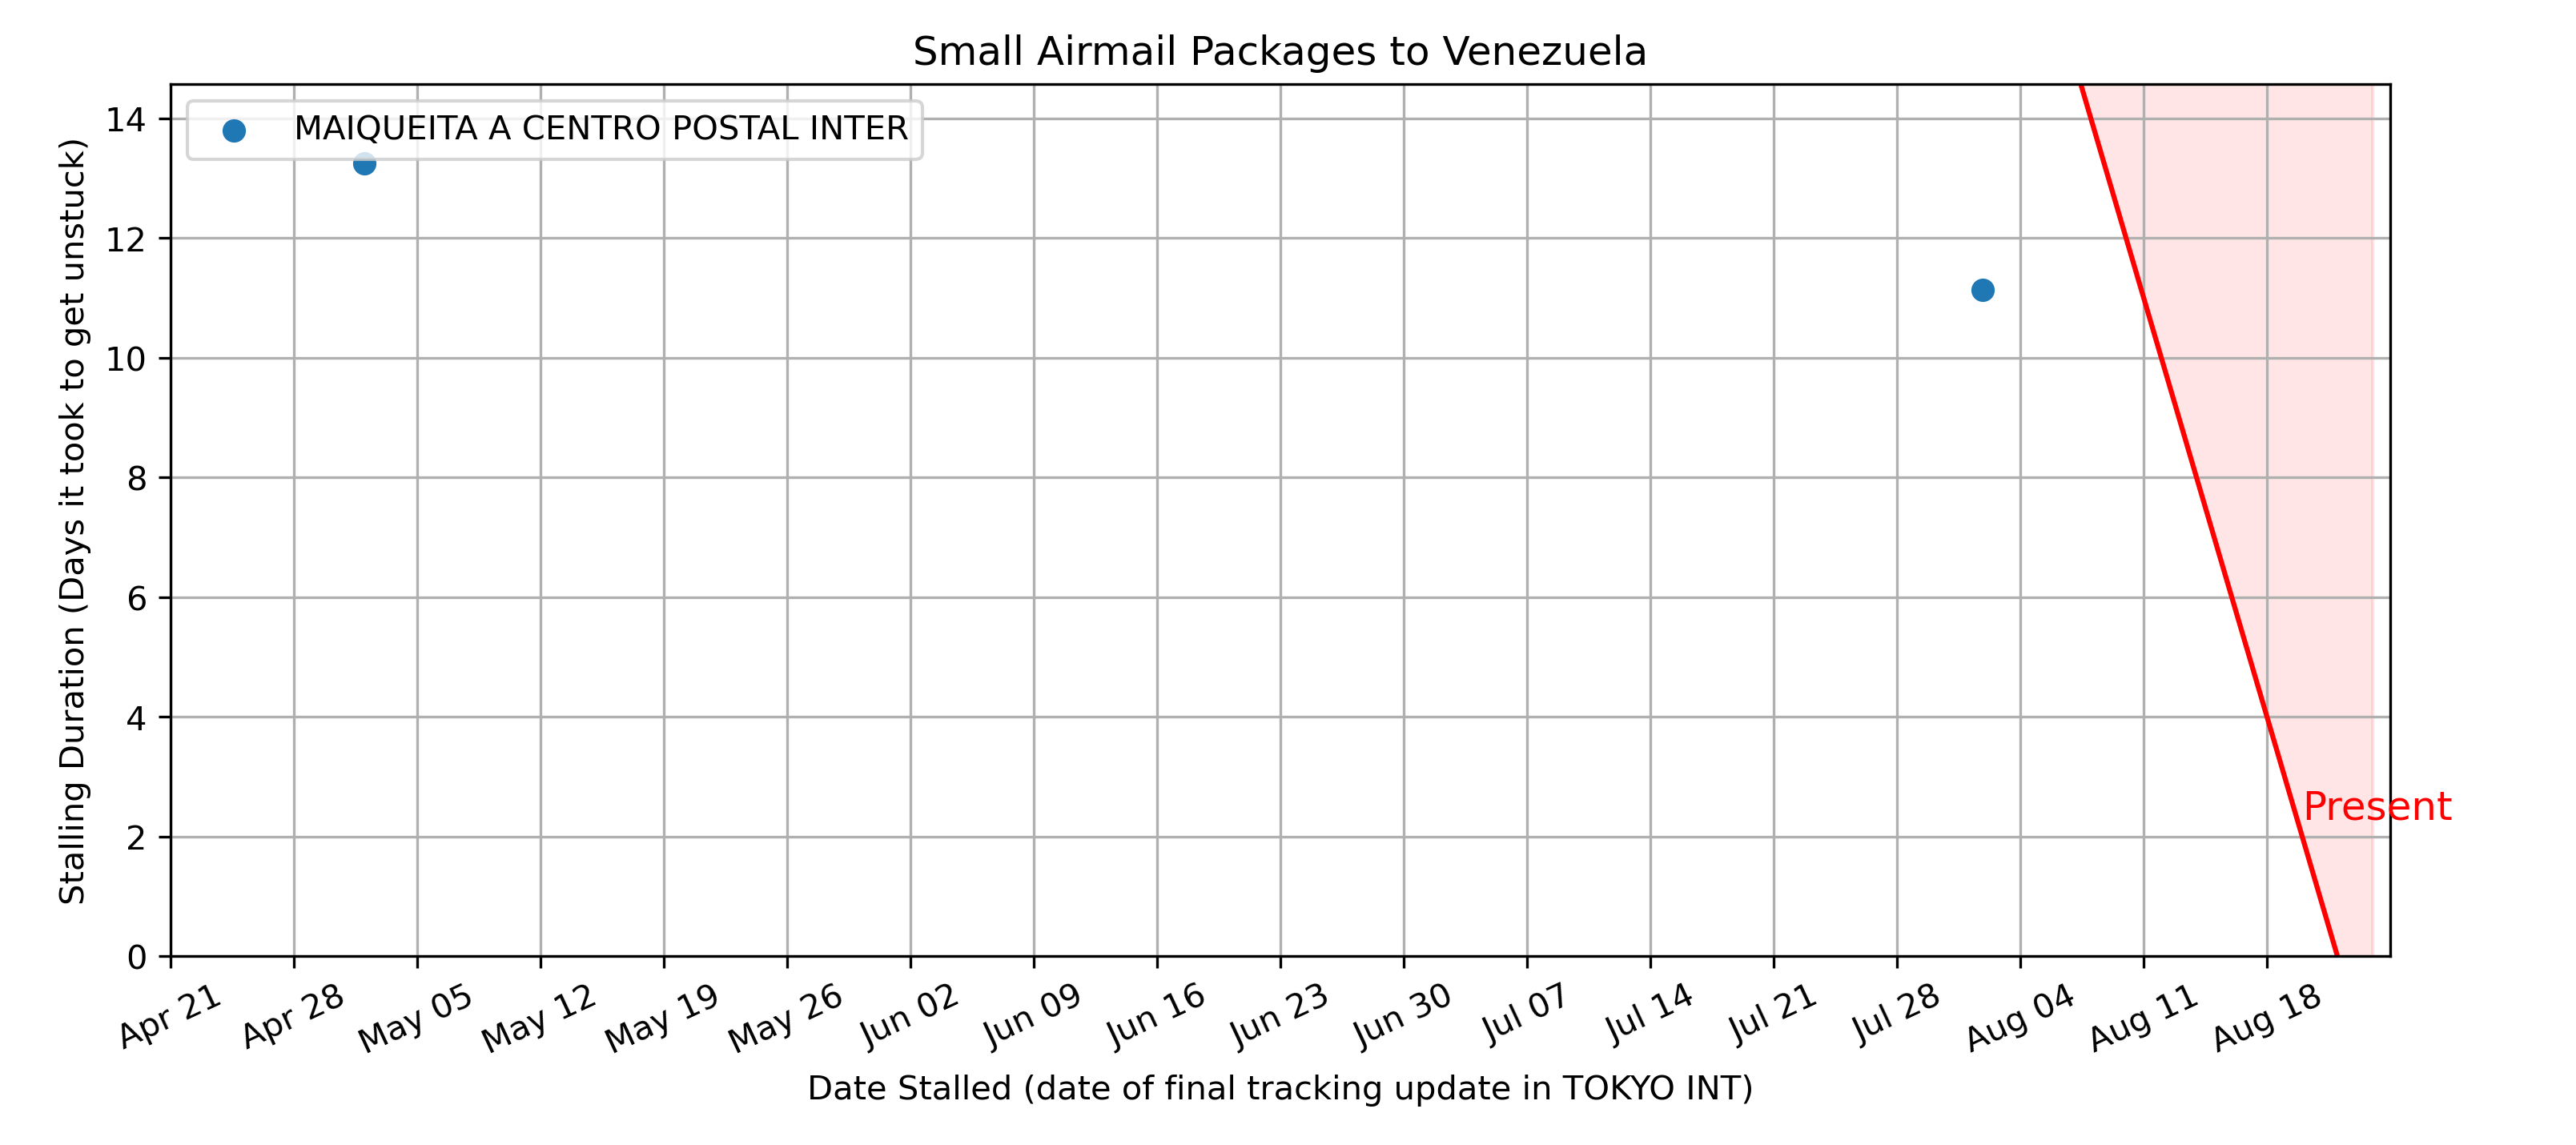 Small Airmail Packages to Venezuela
MAIQUEITA A CENTRO POSTAL INTER
Stalling Duration (Days it took to get unstuck)
14
12
10
8
6
4
2
0
Present
Apr 21
Apr 28
May 05
May 12
May 19
May 26
Jun 02
Jun 09
Jun 16
Jun 23
Jun 30
Jul 07
Jul 14
Jul 21
Jul 28
Aug 04
Aug 11
Aug 18
Date Stalled (date of final tracking update in TOKYO INT)